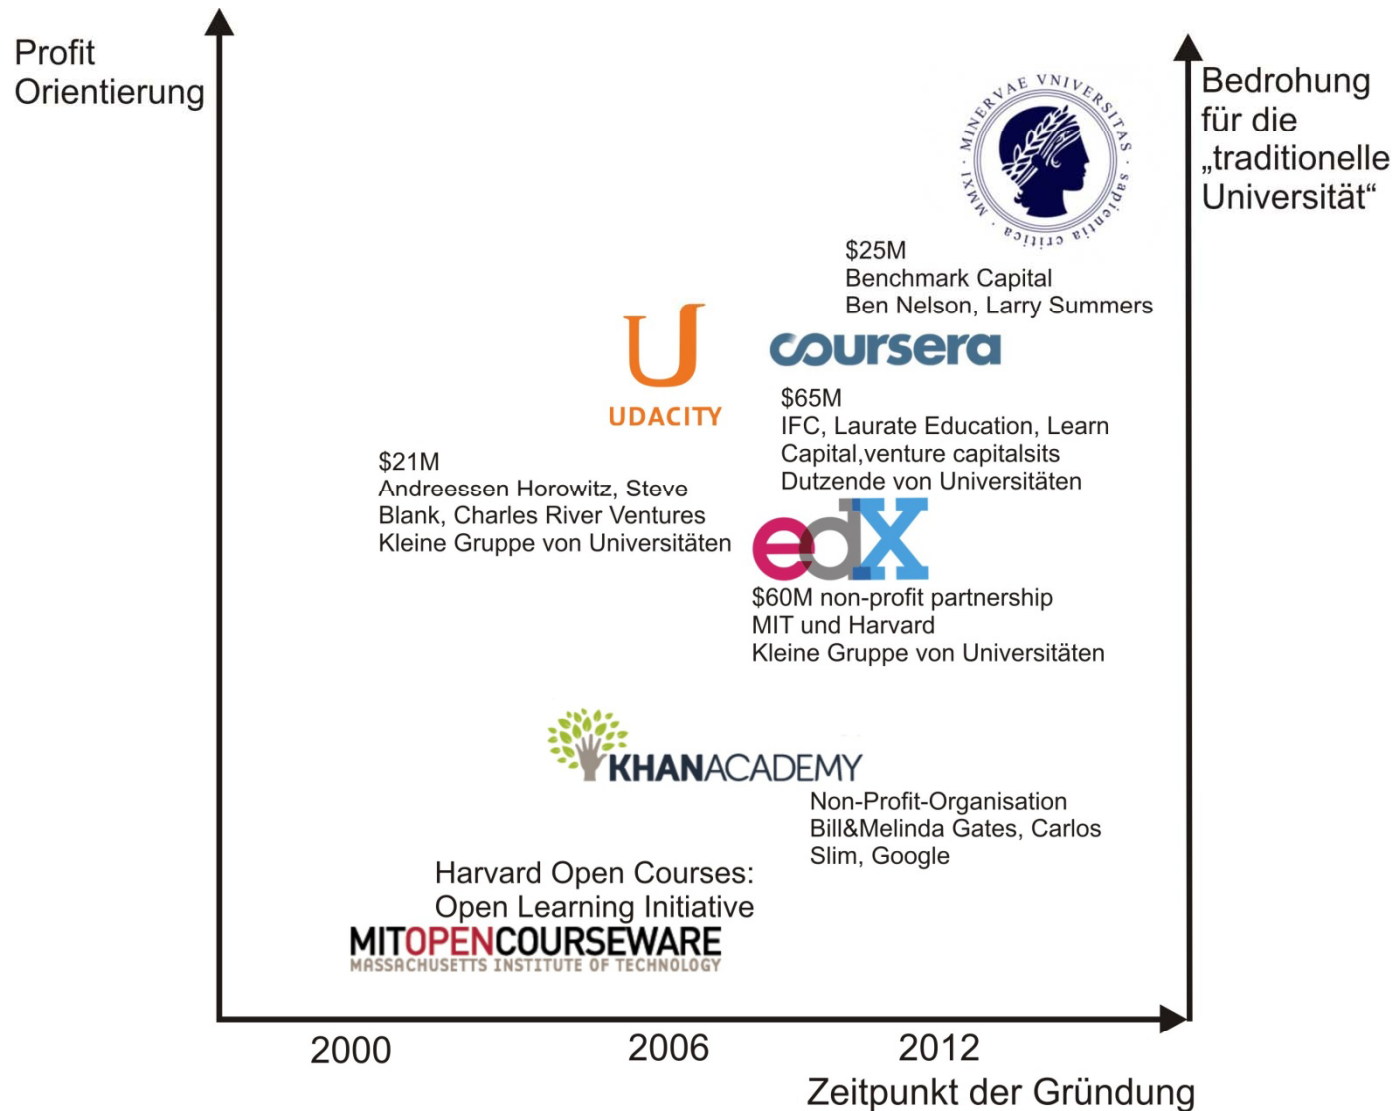 Profit
Orientierung
Bedrohung
für die
„traditionelle
Universität“
MINERVAE VNIVERSITAS · sapientia critica · MMXI ·
$25M
Benchmark Capital
Ben Nelson, Larry Summers
U
UDACITY
coursera
$65M
IFC, Laurate Education, Learn
Capital,venture capitalsits
Dutzende von Universitäten
$21M
Andreessen Horowitz, Steve
Blank, Charles River Ventures
Kleine Gruppe von Universitäten
edX
$60M non-profit partnership
MIT und Harvard
Kleine Gruppe von Universitäten
KHANACADEMY
Non-Profit-Organisation
Bill&Melinda Gates, Carlos
Slim, Google
Harvard Open Courses:
Open Learning Initiative
MITOPENCOURSEWARE
MASSACHUSETTS INSTITUTE OF TECHNOLOGY
2000
2006
2012
Zeitpunkt der Gründung